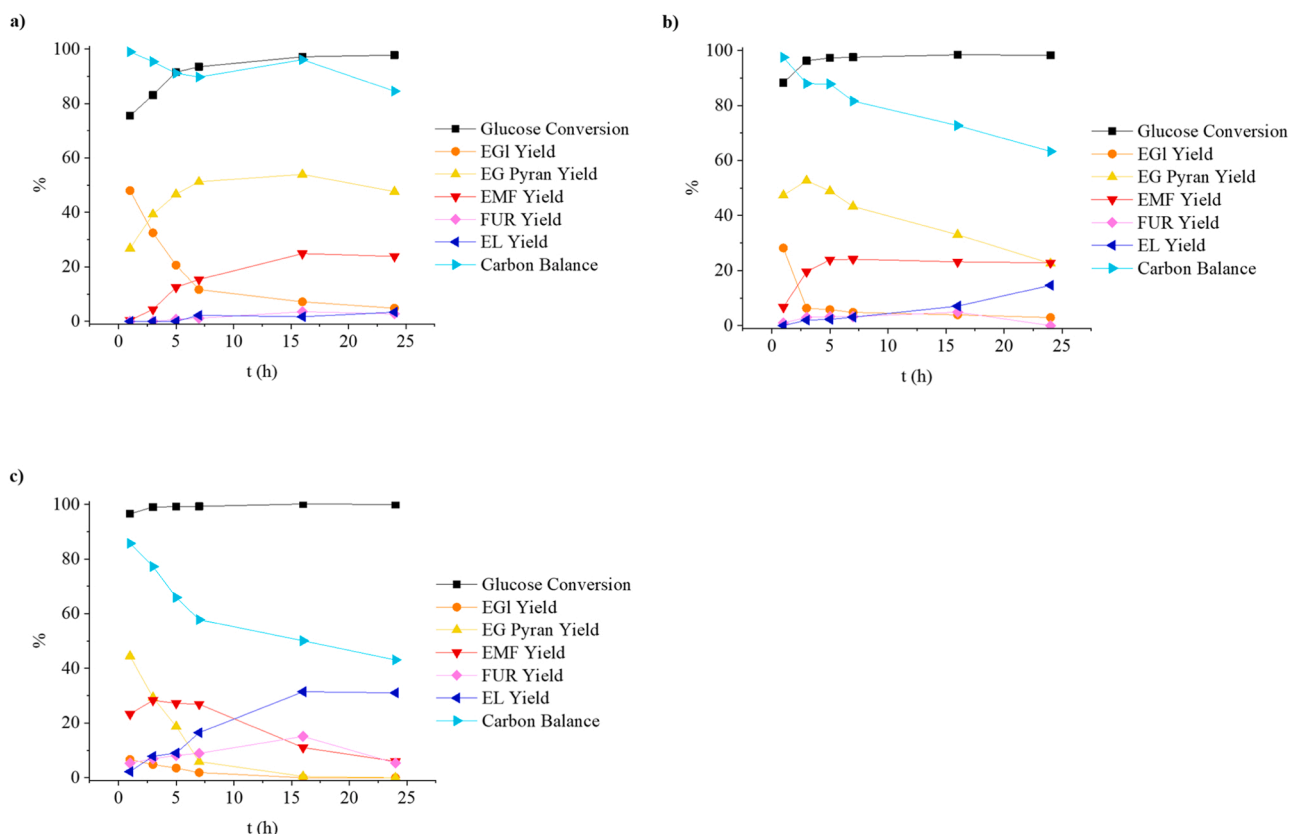 a)
100
80
60
40
20
0
%
0 5 10 15 20 25
t (h)
Glucose Conversion
EGl Yield
EG Pyran Yield
EMF Yield
FUR Yield
EL Yield
Carbon Balance
b)
100
80
60
40
20
0
%
0 5 10 15 20 25
t (h)
Glucose Conversion
EGl Yield
EG Pyran Yield
EMF Yield
FUR Yield
EL Yield
Carbon Balance
c)
100
80
60
40
20
0
%
0 5 10 15 20 25
t (h)
Glucose Conversion
EGl Yield
EG Pyran Yield
EMF Yield
FUR Yield
EL Yield
Carbon Balance